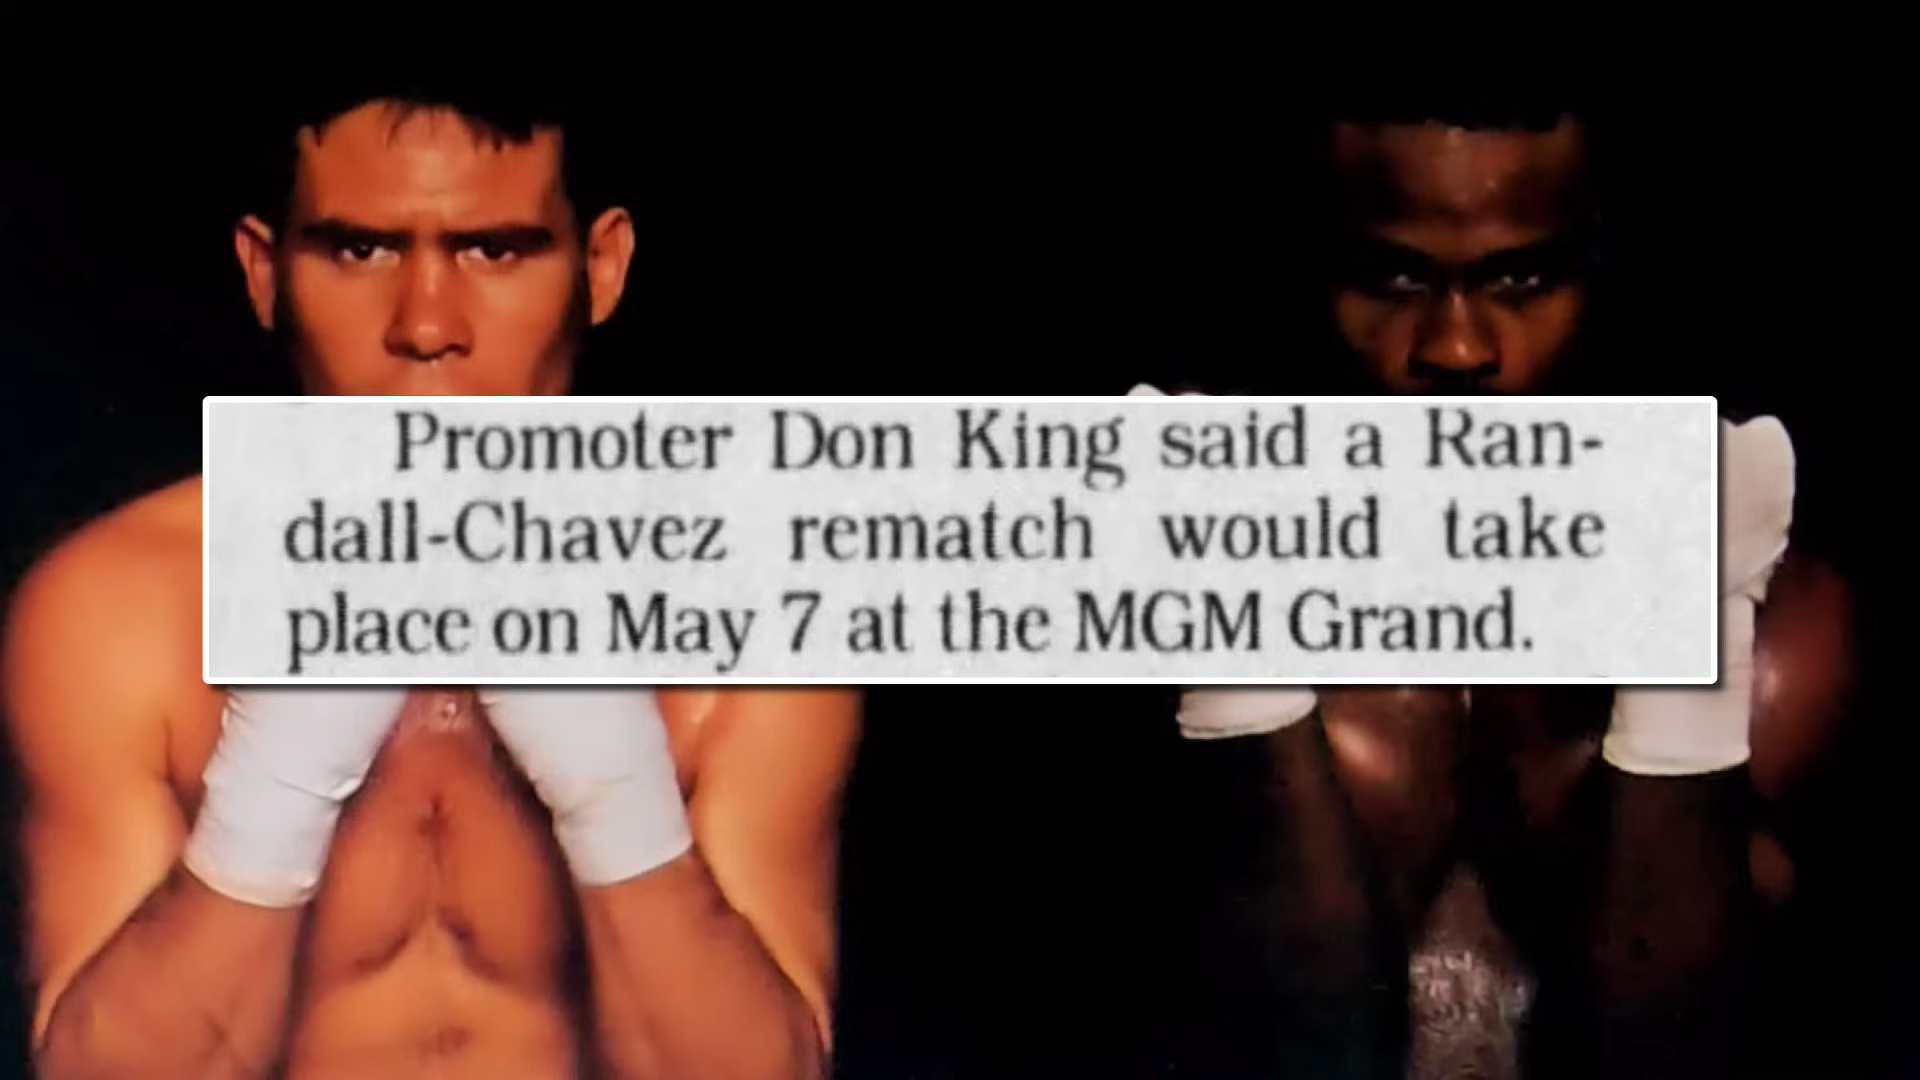 Promoter Don King said a Ran-
dall-Chavez rematch would take
place on May 7 at the MGM Grand.